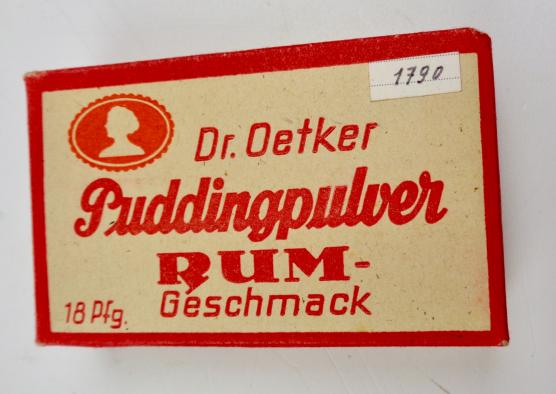 1790
Dr. Oetker
Puddingpulver
RUM-
Geschmack
18 Pfg.